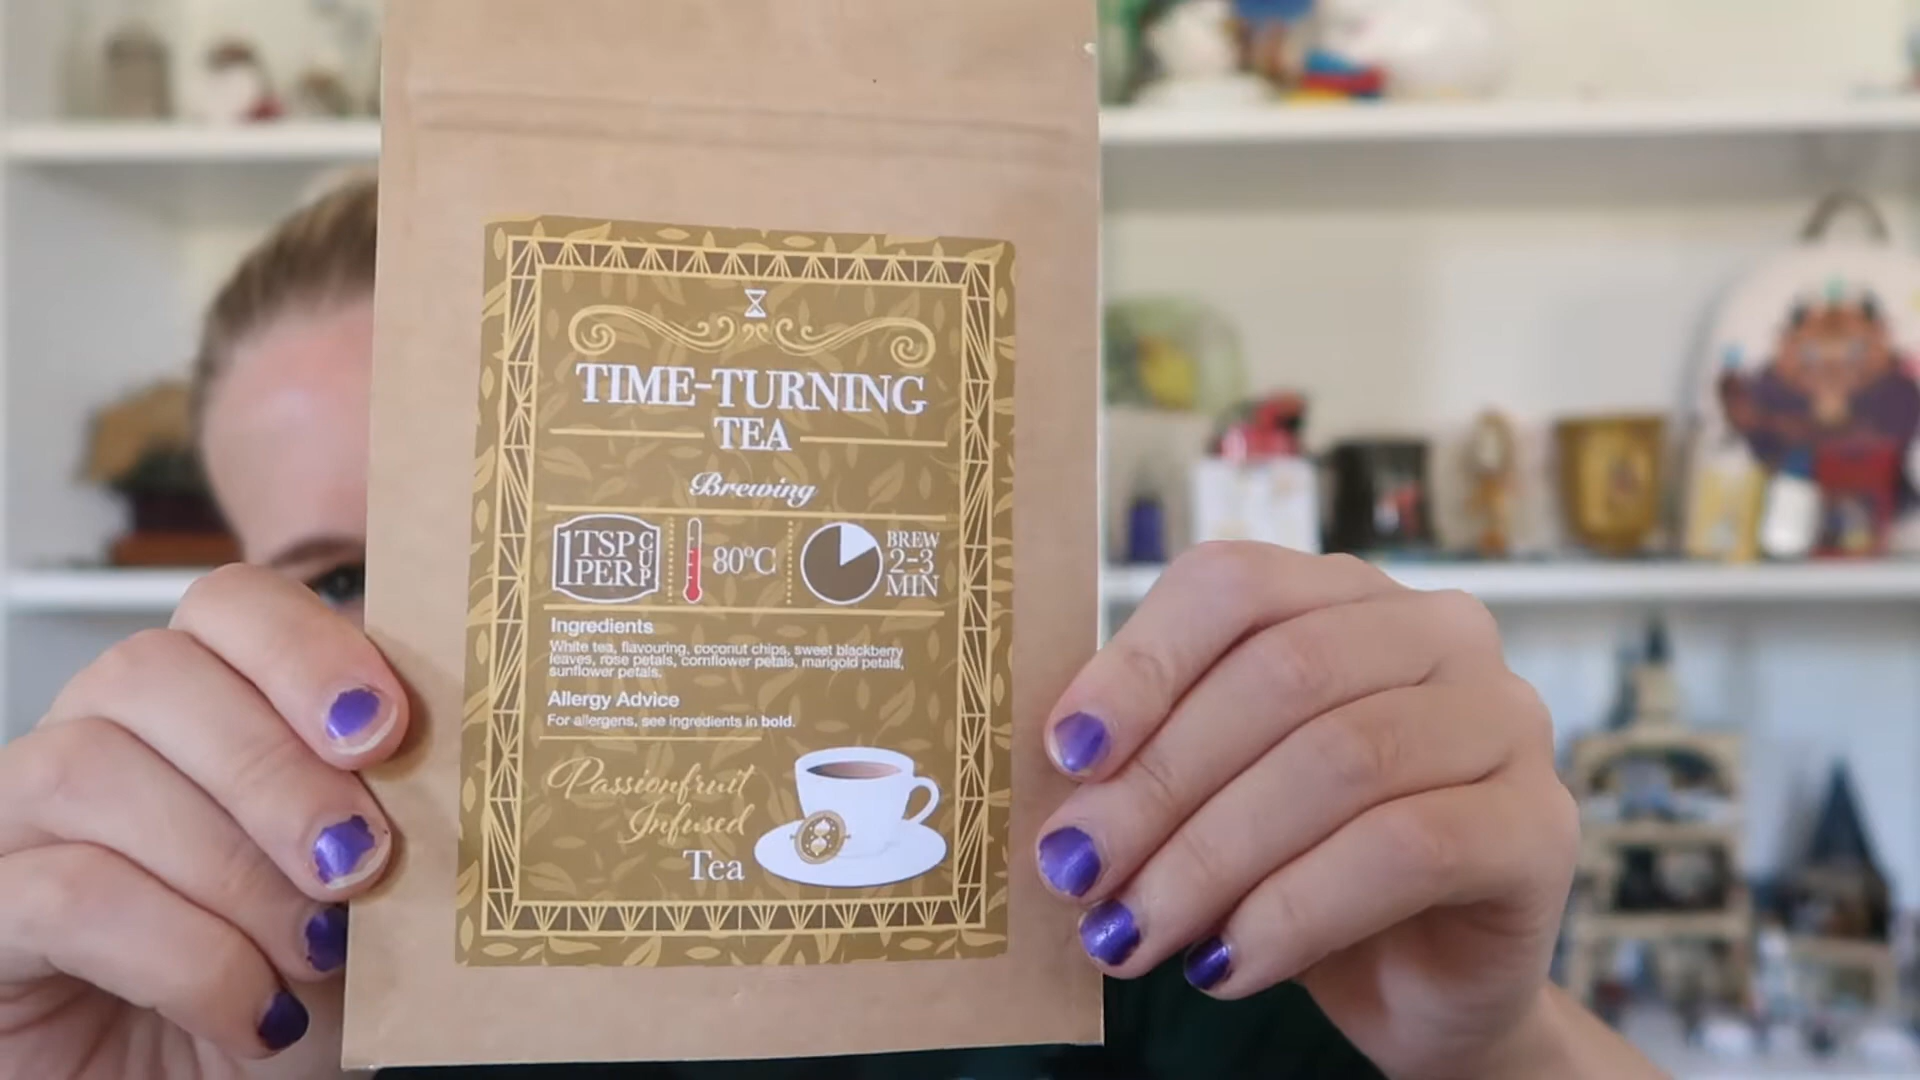 TIME-TURNING
TEA
Brewing
1 TSP PER CUP
80°C
BREW
2-3
MIN
Ingredients
White tea, flavouring, coconut chips, sweet blackberry
leaves, rose petals, cornflower petals, marigold petals,
sunflower petals.
Allergy Advice
For allergens, see ingredients in bold.
Passionfruit
Infused
Tea